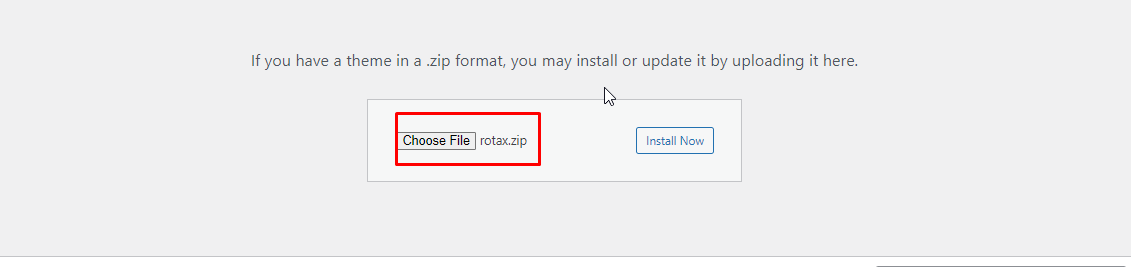 If you have a theme in a .zip format, you may install or update it by uploading it here.
Choose File rotax.zip
Install Now